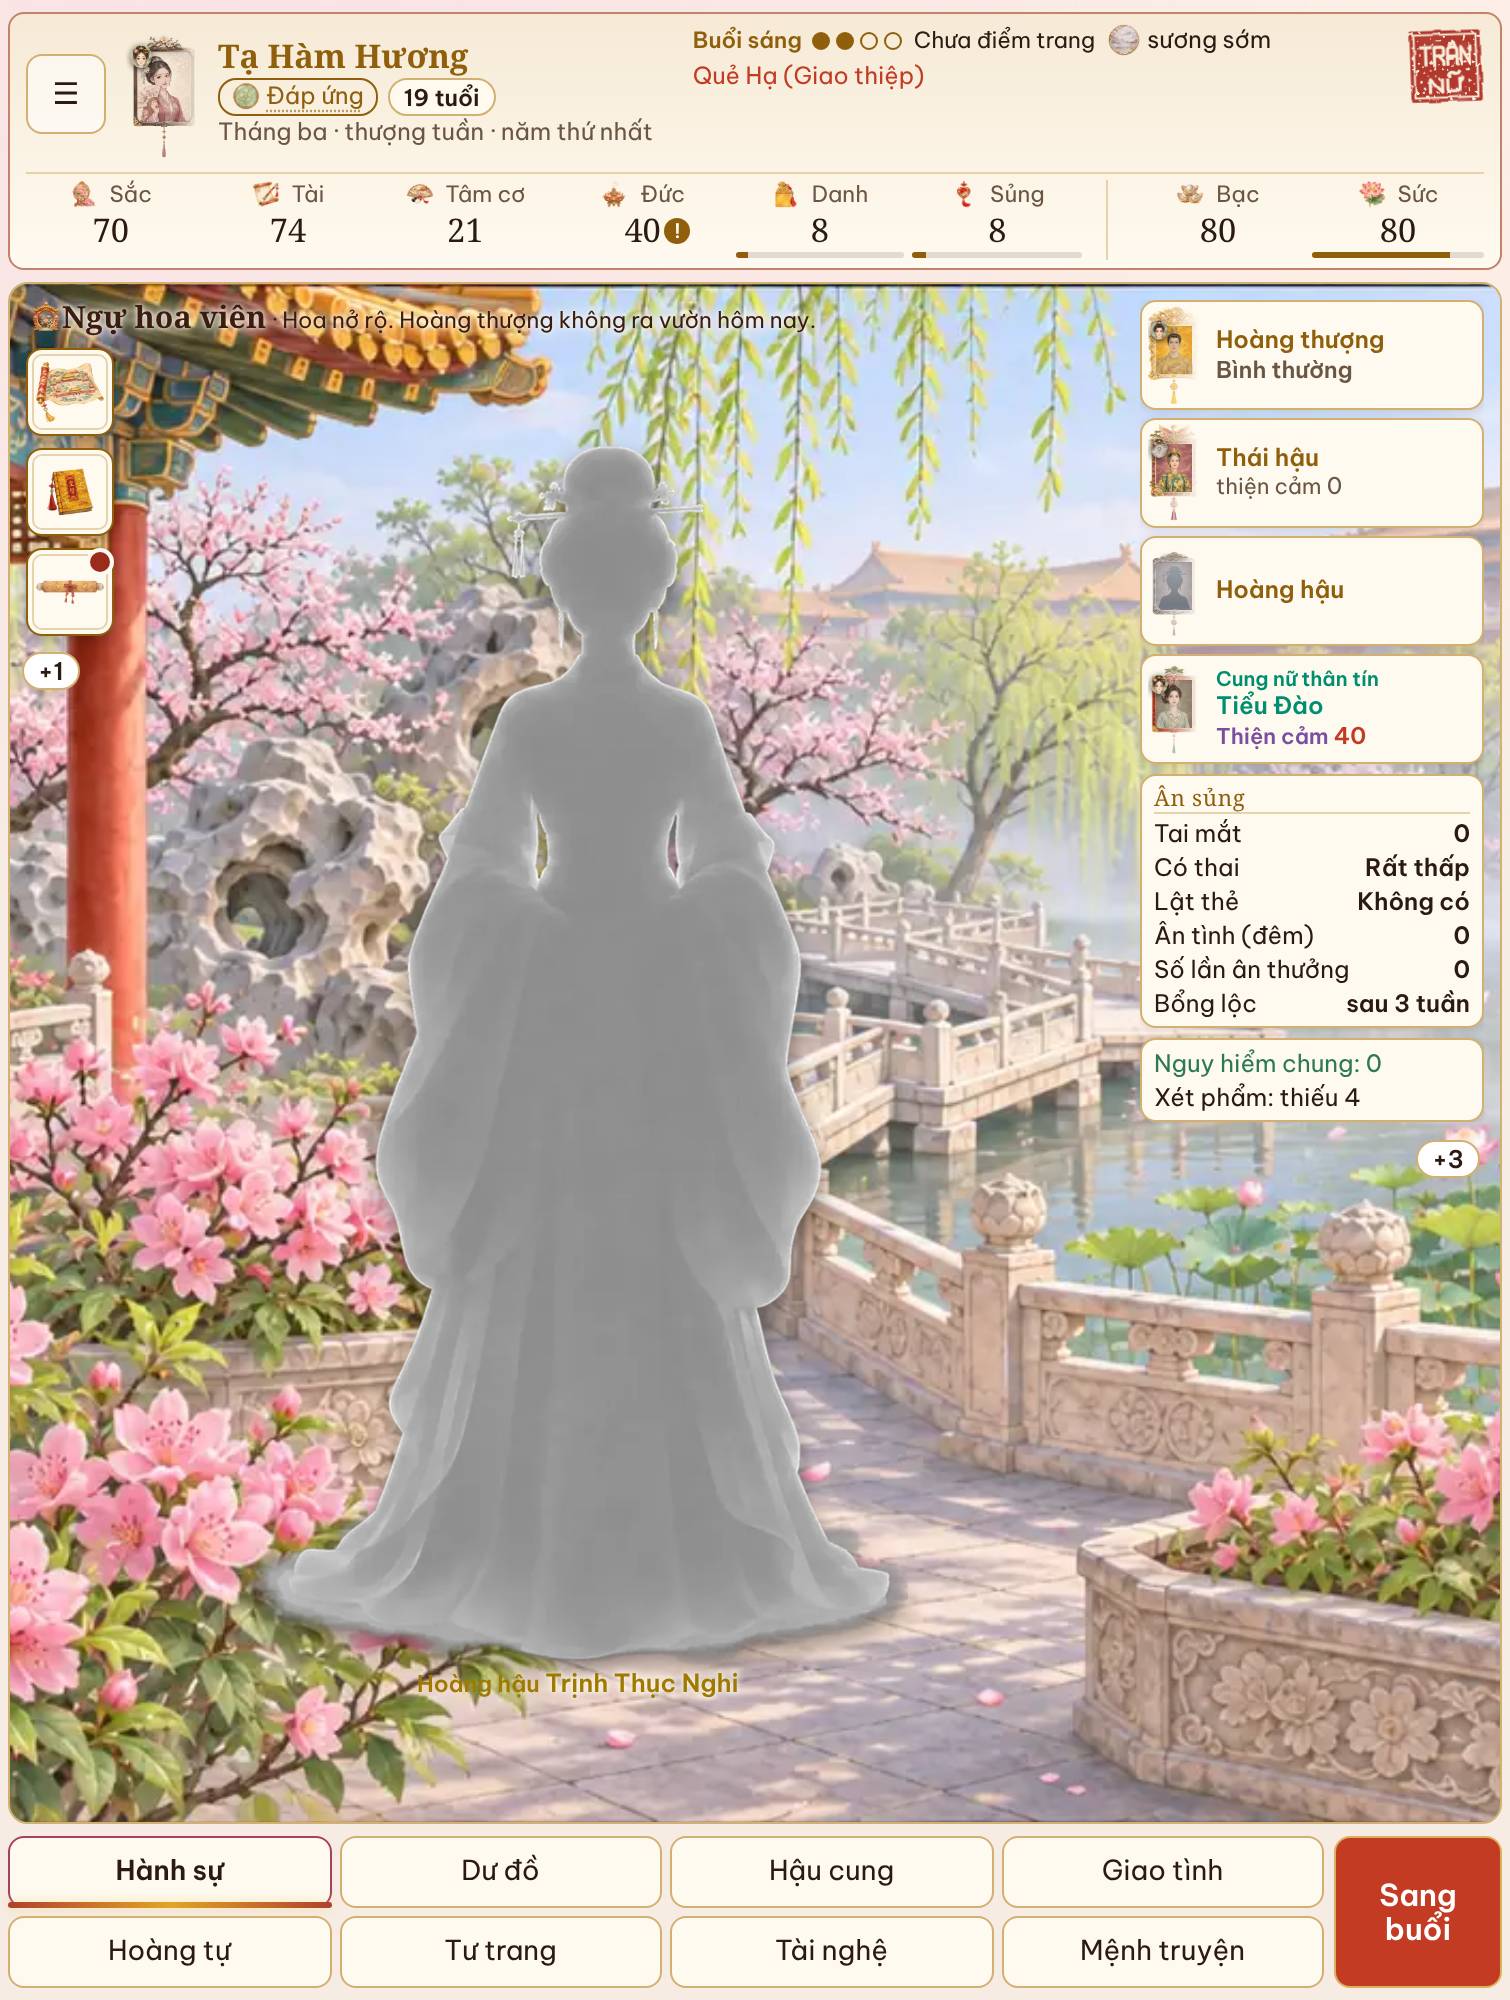 Tạ Hàm Hương
Đáp ứng
19 tuổi
Tháng ba · thượng tuần · năm thứ nhất
Buổi sáng
Chưa điểm trang
sương sớm
Quẻ Hạ (Giao thiệp)
TRÂN
NỮ
Sắc
70
Tài
74
Tâm cơ
21
Đức
40
!
Danh
8
Sủng
8
Bạc
80
Sức
80
Ngự hoa viên · Hoa nở rộ. Hoàng thượng không ra vườn hôm nay.
+1
Hoàng thượng
Bình thường
Thái hậu
thiện cảm 0
Hoàng hậu
Cung nữ thân tín
Tiểu Đào
Thiện cảm 40
Ân sủng
Tai mắt 0
Có thai Rất thấp
Lật thẻ Không có
Ân tình (đêm) 0
Số lần ân thưởng 0
Bổng lộc sau 3 tuần
Nguy hiểm chung: 0
Xét phẩm: thiếu 4
+3
Hoàng hậu Trịnh Thục Nghi
Hành sự
Dư đồ
Hậu cung
Giao tình
Hoàng tự
Tư trang
Tài nghệ
Mệnh truyện
Sang
buổi